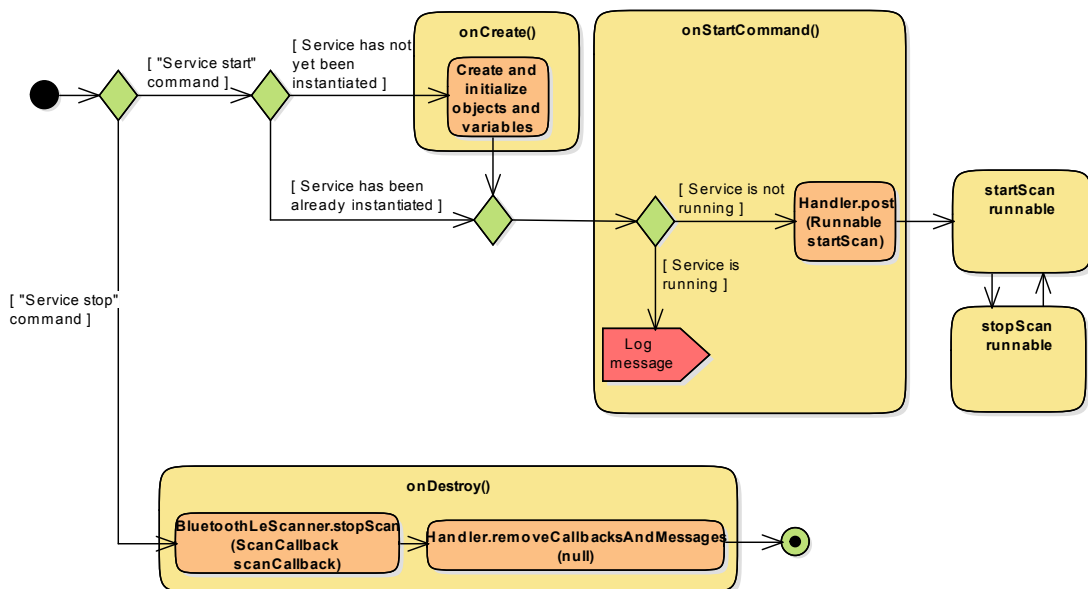 onCreate()
onStartCommand()
[ "Service start"
command ]
[ Service has not
yet been
instantiated ]
Create and
initialize
objects and
variables
[ Service has been
already instantiated ]
[ Service is not
running ]
Handler.post
(Runnable
startScan)
startScan
runnable
[ Service is
running ]
[ "Service stop"
command ]
Log
message
stopScan
runnable
onDestroy()
BluetoothLeScanner.stopScan
(ScanCallback
scanCallback)
Handler.removeCallbacksAndMessages
(null)